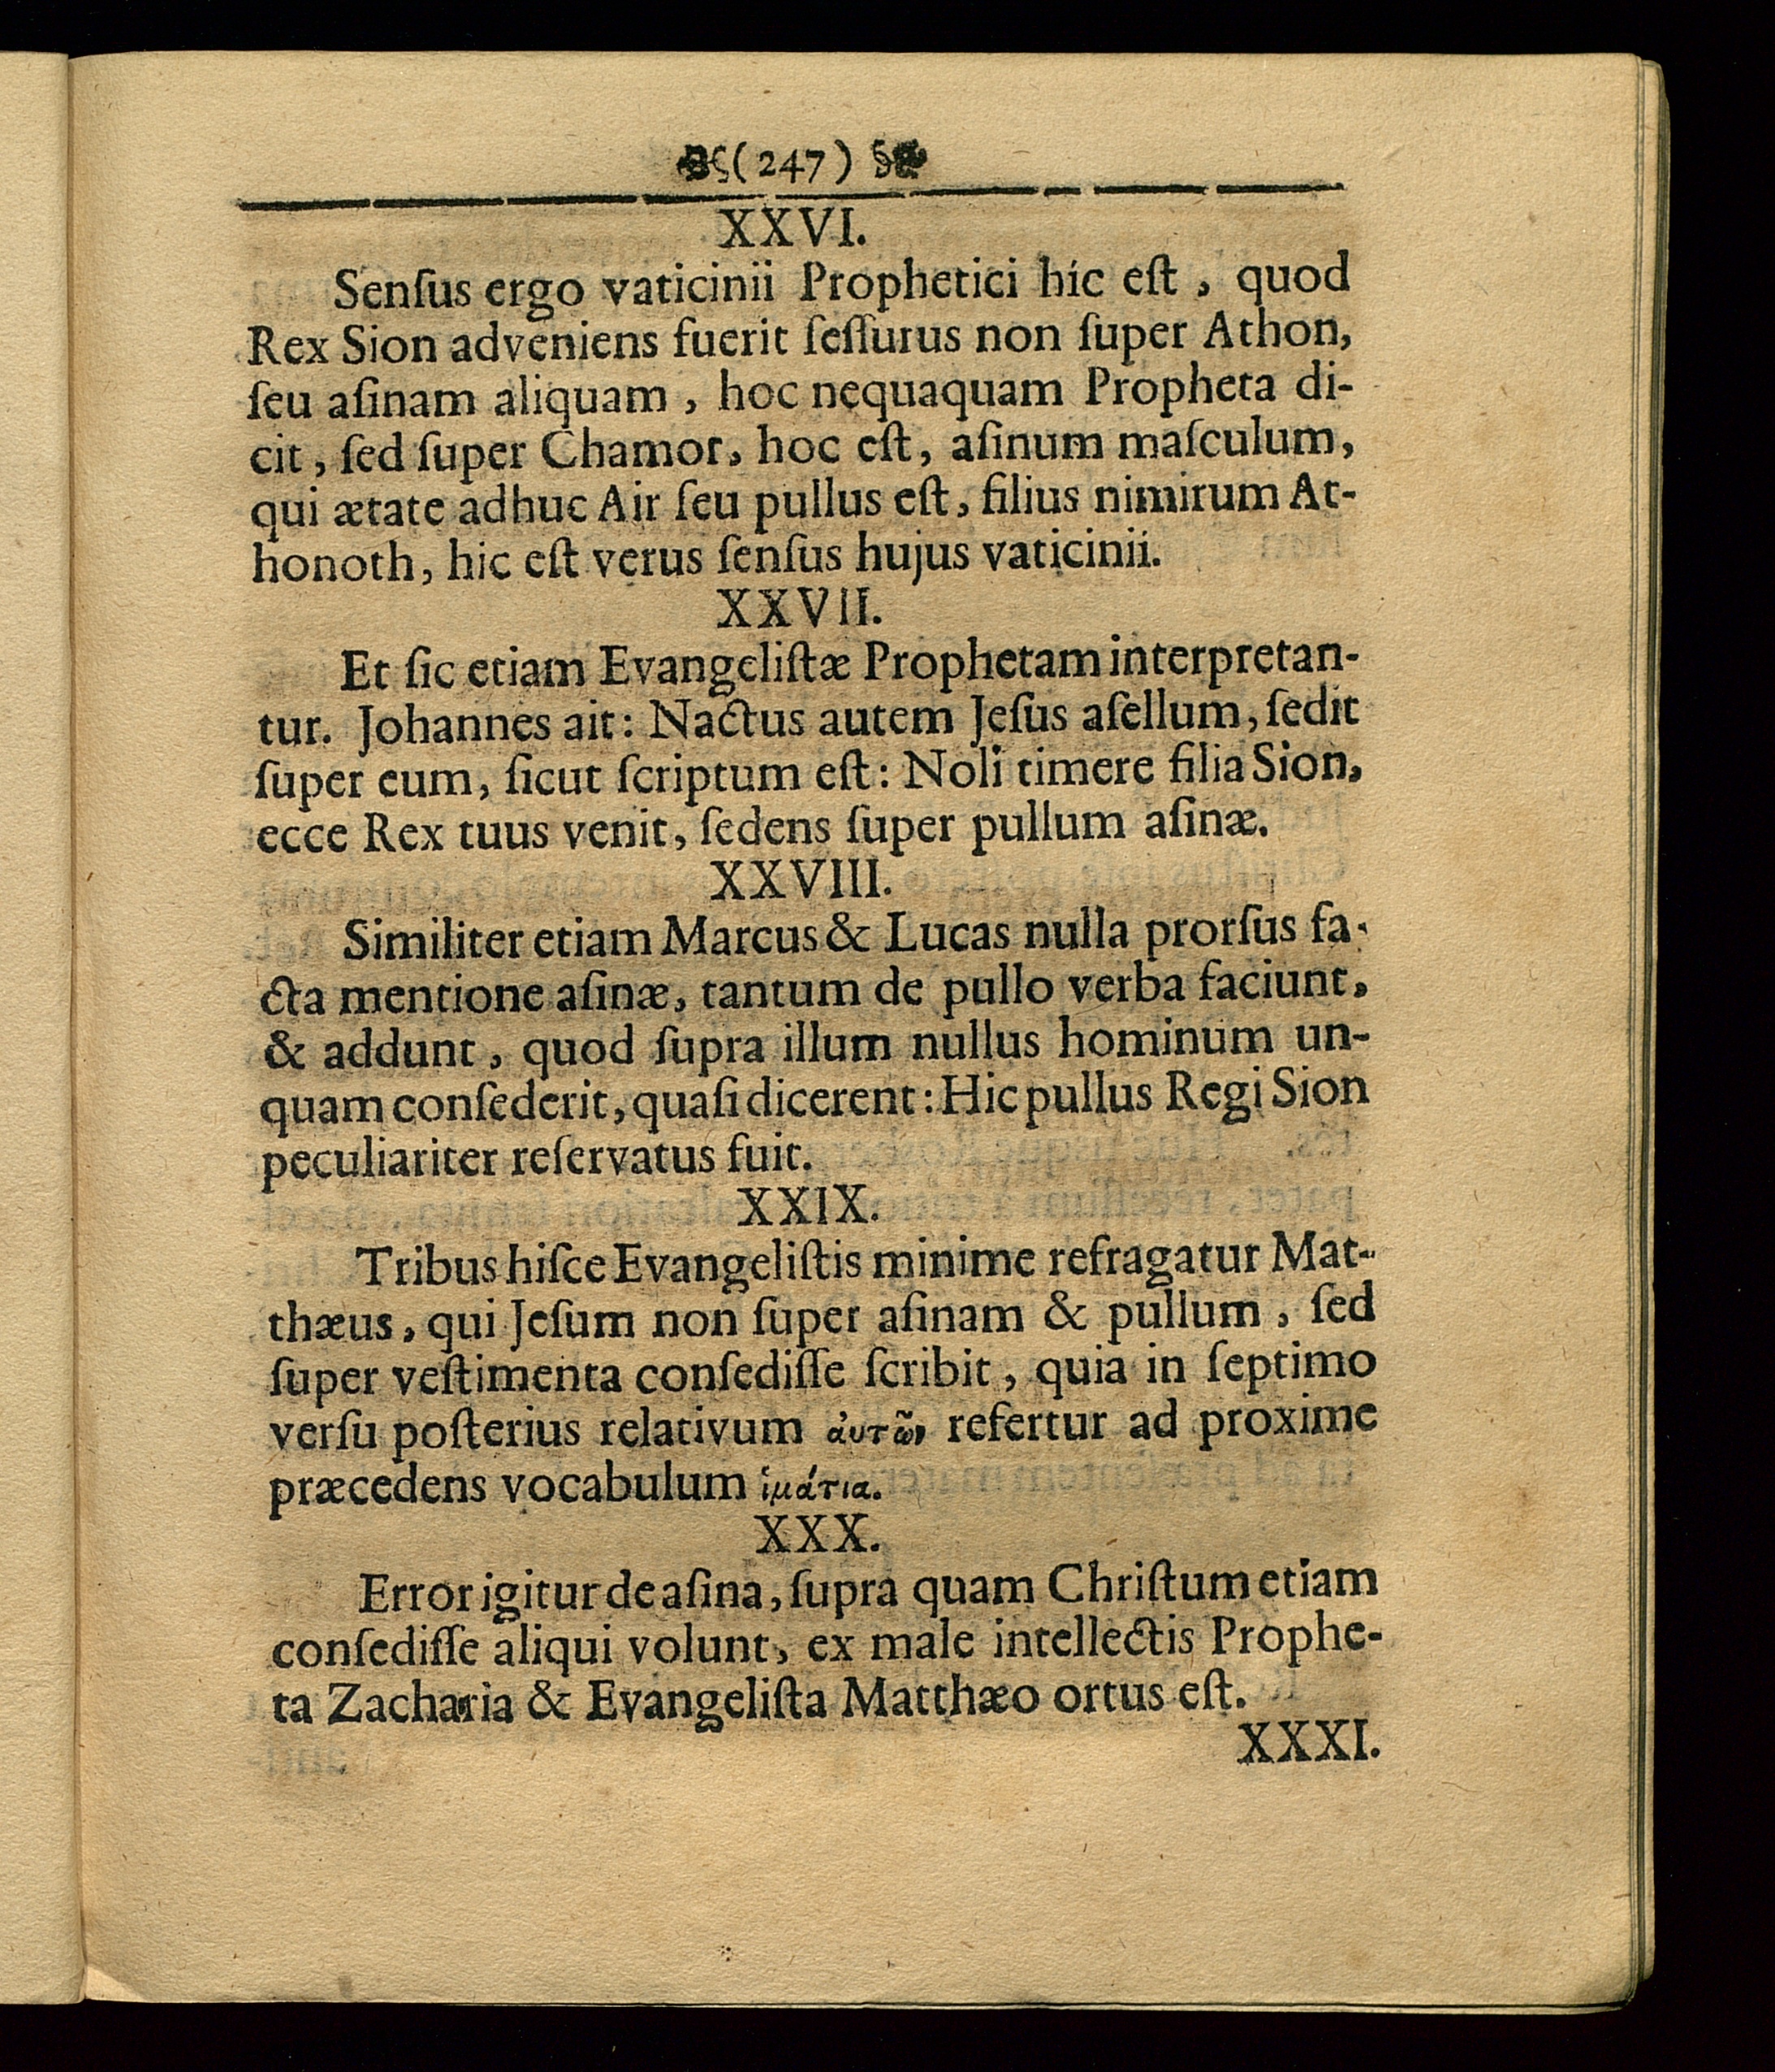 (247)
XXVI.
Senſus ergo vaticinii Prophetici híc eſt, quod
Rex Sion adveniens fuerit ſeſſurus non ſuper Athon,
ſeu aſinam aliquam, hoc nequaquam Propheta di-
cit, ſed ſuper Chamor, hoc eſt, aſinum maſculum,
qui ætate adhuc Air ſeu pullus eſt, filius nimirum At-
honoth, hic eſt verus ſenſus hujus vaticinii.
XXVII.
Et ſic etiam Evangeliſtæ Prophetam interpretan-
tur. Johannes ait: Nactus autem Jeſus aſellum, ſedit
ſuper eum, ſicut ſcriptum eſt: Noli timere filia Sion,
ecce Rex tuus venit, ſedens ſuper pullum aſinæ.
XXVIII.
Similiter etiam Marcus & Lucas nulla prorſus fa-
cta mentione aſinæ, tantum de pullo verba faciunt,
& addunt, quod ſupra illum nullus hominum un-
quam conſederit, quaſi dicerent: Hic pullus Regi Sion
peculiariter reſervatus fuit.
XXIX.
Tribus hiſce Evangeliſtis minime refragatur Mat-
thæus, qui Jeſum non ſuper aſinam & pullum, ſed
ſuper veſtimenta conſediſſe ſcribit, quia in ſeptimo
verſu poſterius relativum ἀυτῶν, refertur ad proxime
præcedens vocabulum ἱμάτια.
XXX.
Error igitur de aſina, ſupra quam Chriſtum etiam
conſediſſe aliqui volunt, ex male intellectis Prophe-
ta Zacharia & Evangeliſta Matthæo ortus eſt.
XXXI.